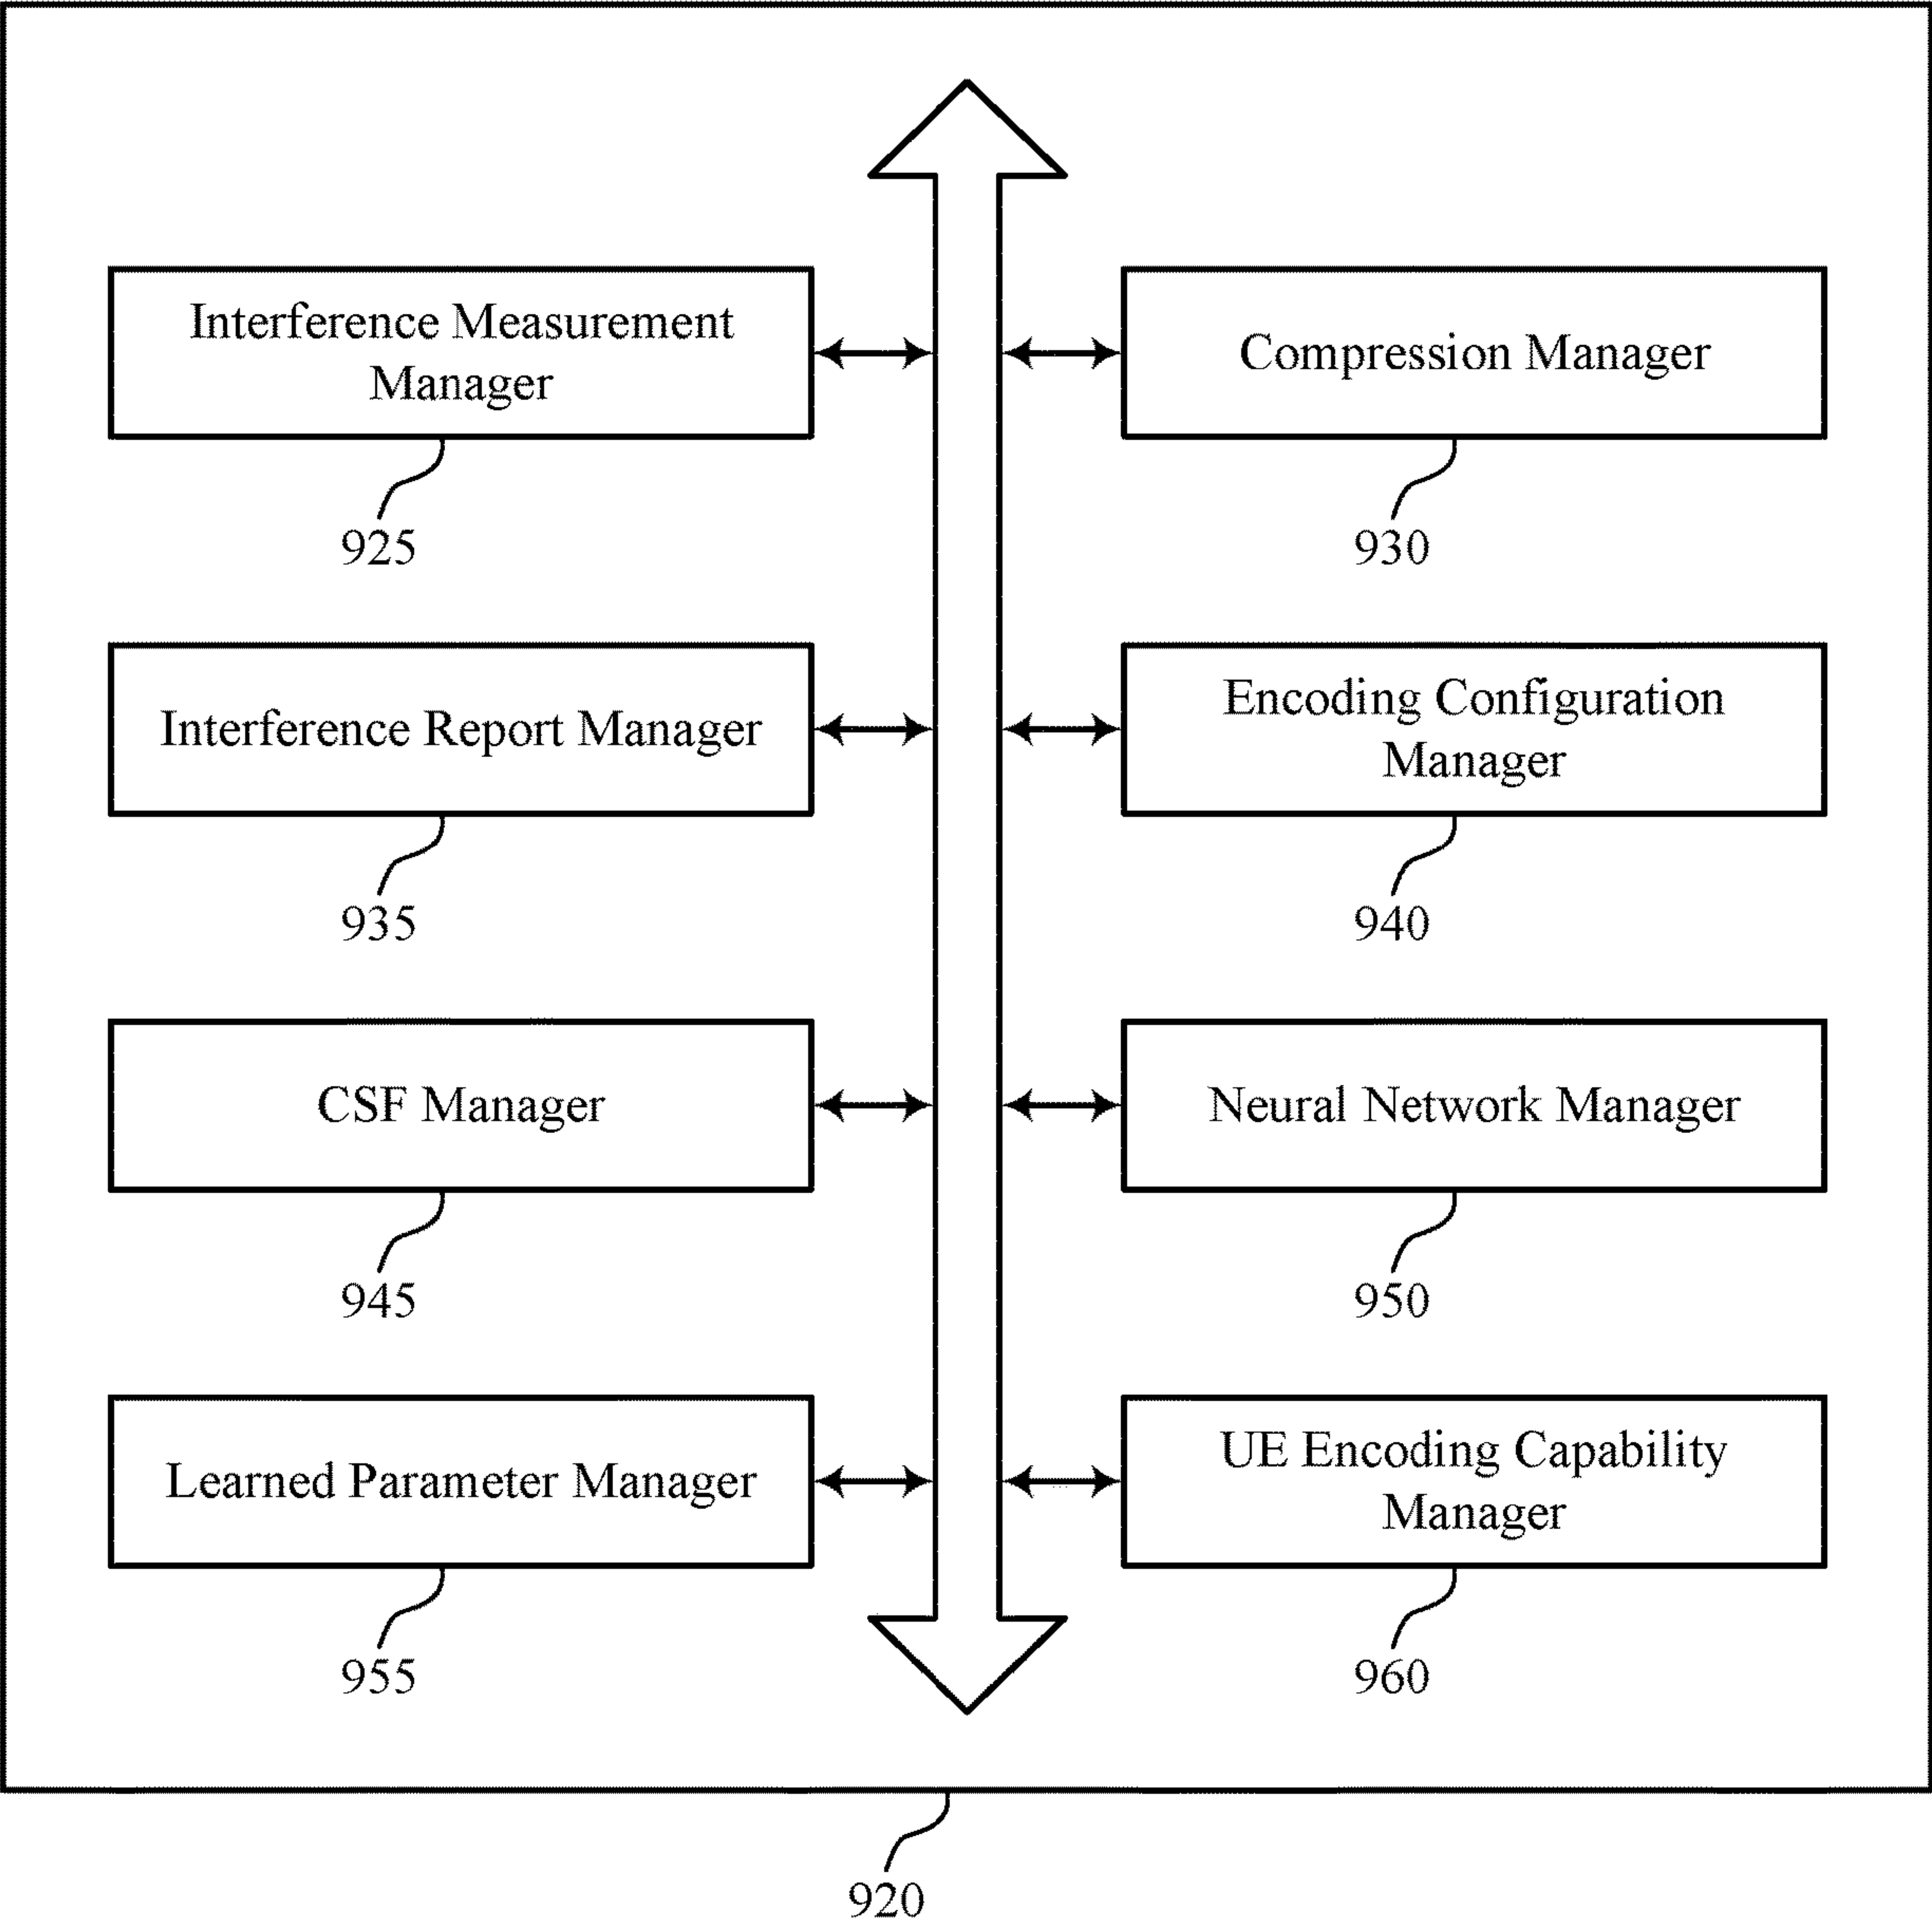 Interference Measurement
Manager
925
Compression Manager
930
Interference Report Manager
935
Encoding Configuration
Manager
940
CSF Manager
945
Neural Network Manager
950
Learned Parameter Manager
955
UE Encoding Capability
Manager
960
920